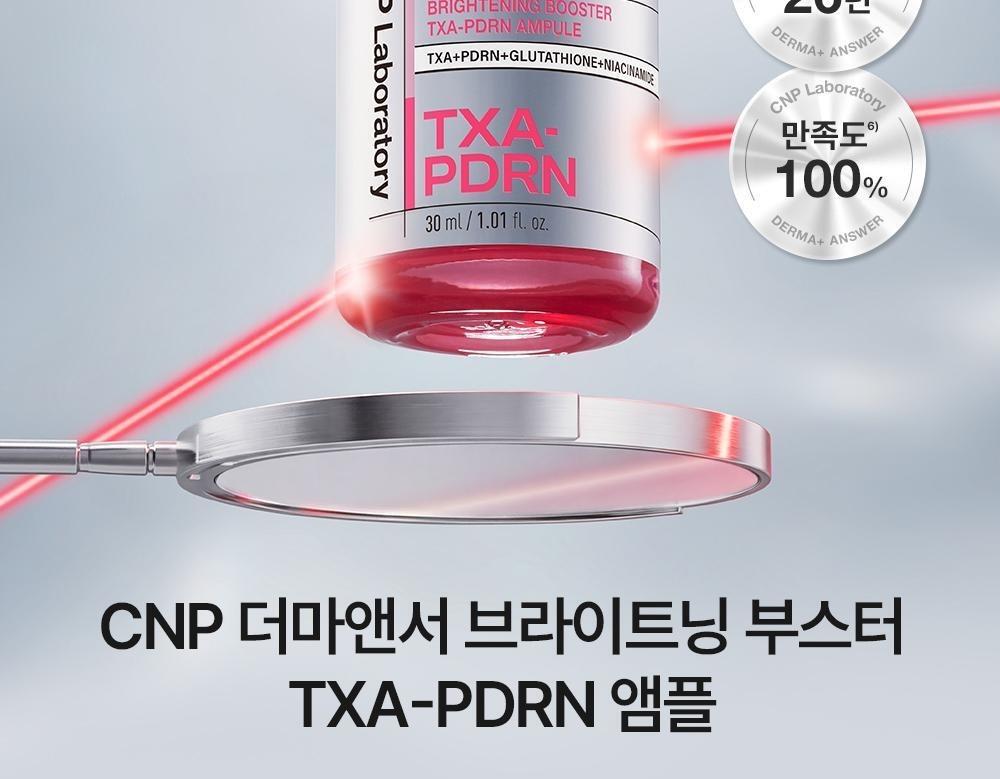 BRIGHTENING BOOSTER
TXA-PDRN AMPULE
TXA+PDRN+GLUTATHIONE+NIACINAMIDE
TXA-
PDRN
30 ml / 1.01 fl. oz.
P Laboratory
DERMA+ ANSWER
CNP Laboratory
만족도6)
100%
DERMA+ ANSWER
CNP 더마앤서 브라이트닝 부스터
TXA-PDRN 앰플